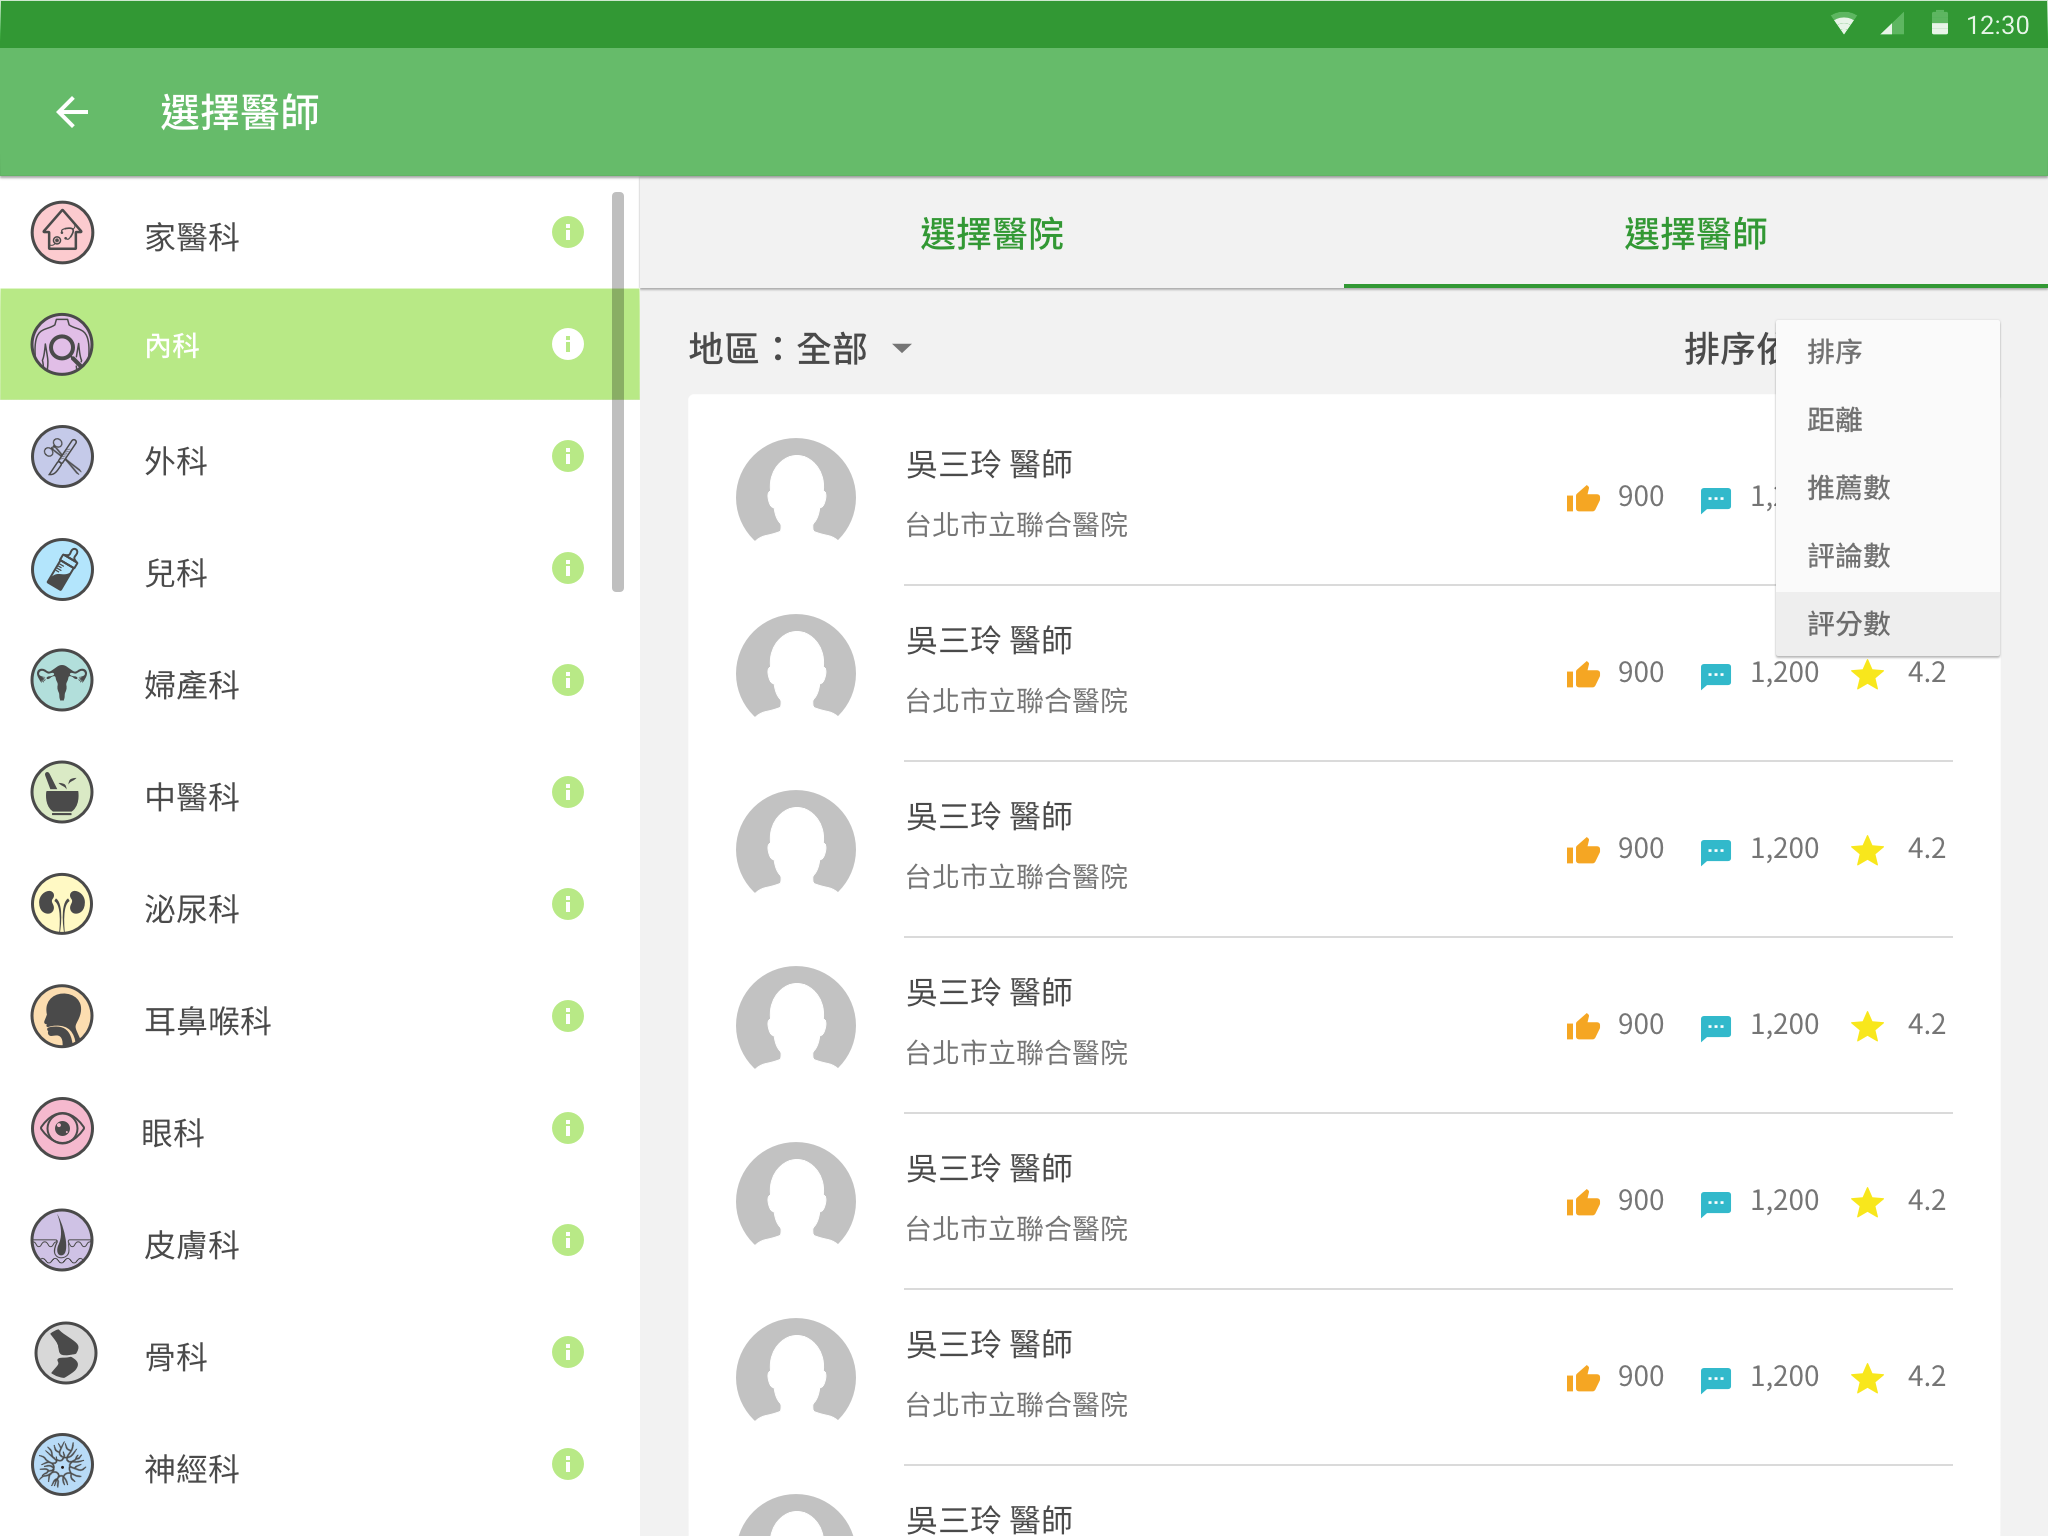 12:30
選擇醫師
家醫科
內科
外科
兒科
婦產科
中醫科
泌尿科
耳鼻喉科
眼科
皮膚科
骨科
神經科
選擇醫院
選擇醫師
地區：全部
排序依
排序
距離
推薦數
評論數
評分數
吳三玲 醫師
台北市立聯合醫院
900
1,2
吳三玲 醫師
台北市立聯合醫院
900 1,200 4.2
吳三玲 醫師
台北市立聯合醫院
900 1,200 4.2
吳三玲 醫師
台北市立聯合醫院
900 1,200 4.2
吳三玲 醫師
台北市立聯合醫院
900 1,200 4.2
吳三玲 醫師
台北市立聯合醫院
900 1,200 4.2
吳三玲 醫師